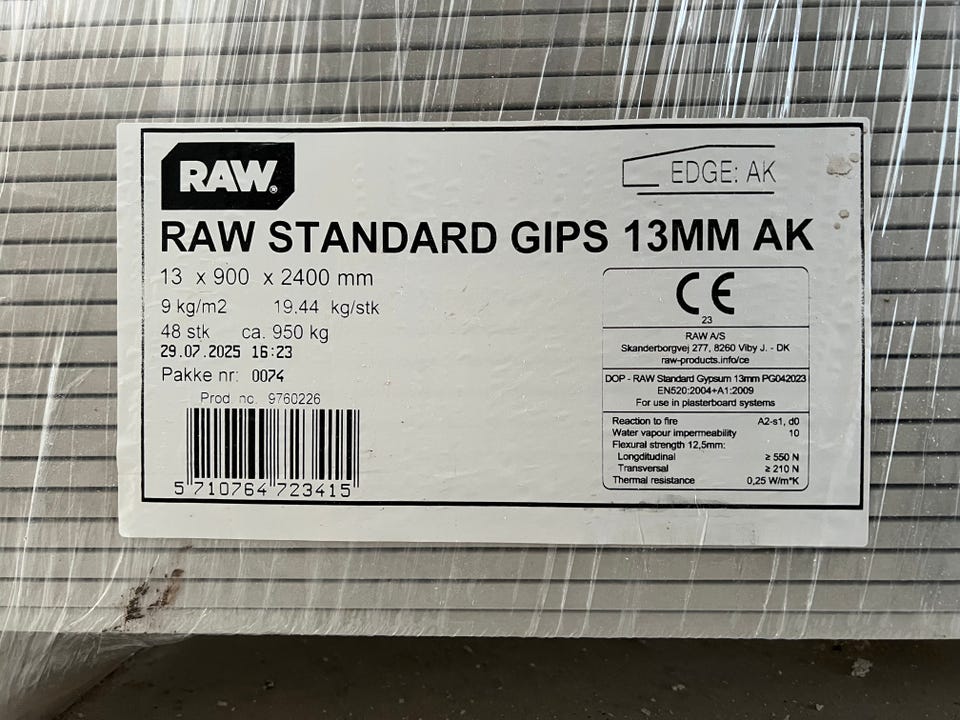 RAW®
EDGE: AK
RAW STANDARD GIPS 13MM AK
13 x 900 x 2400 mm
9 kg/m2 19.44 kg/stk
48 stk ca. 950 kg
29.07.2025 16:23
Pakke nr: 0074
Prod no. 9760226
5 710764 723415
CE
23
RAW A/S
Skanderborgvej 277, 8260 Viby J. - DK
raw-products.info/ce
DOP - RAW Standard Gypsum 13mm PG042023
EN520:2004+A1:2009
For use in plasterboard systems
Reaction to fire A2-s1, d0
Water vapour impermeability 10
Flexural strength 12,5mm:
Longditudinal ≥ 550 N
Transversal ≥ 210 N
Thermal resistance 0,25 W/m*K